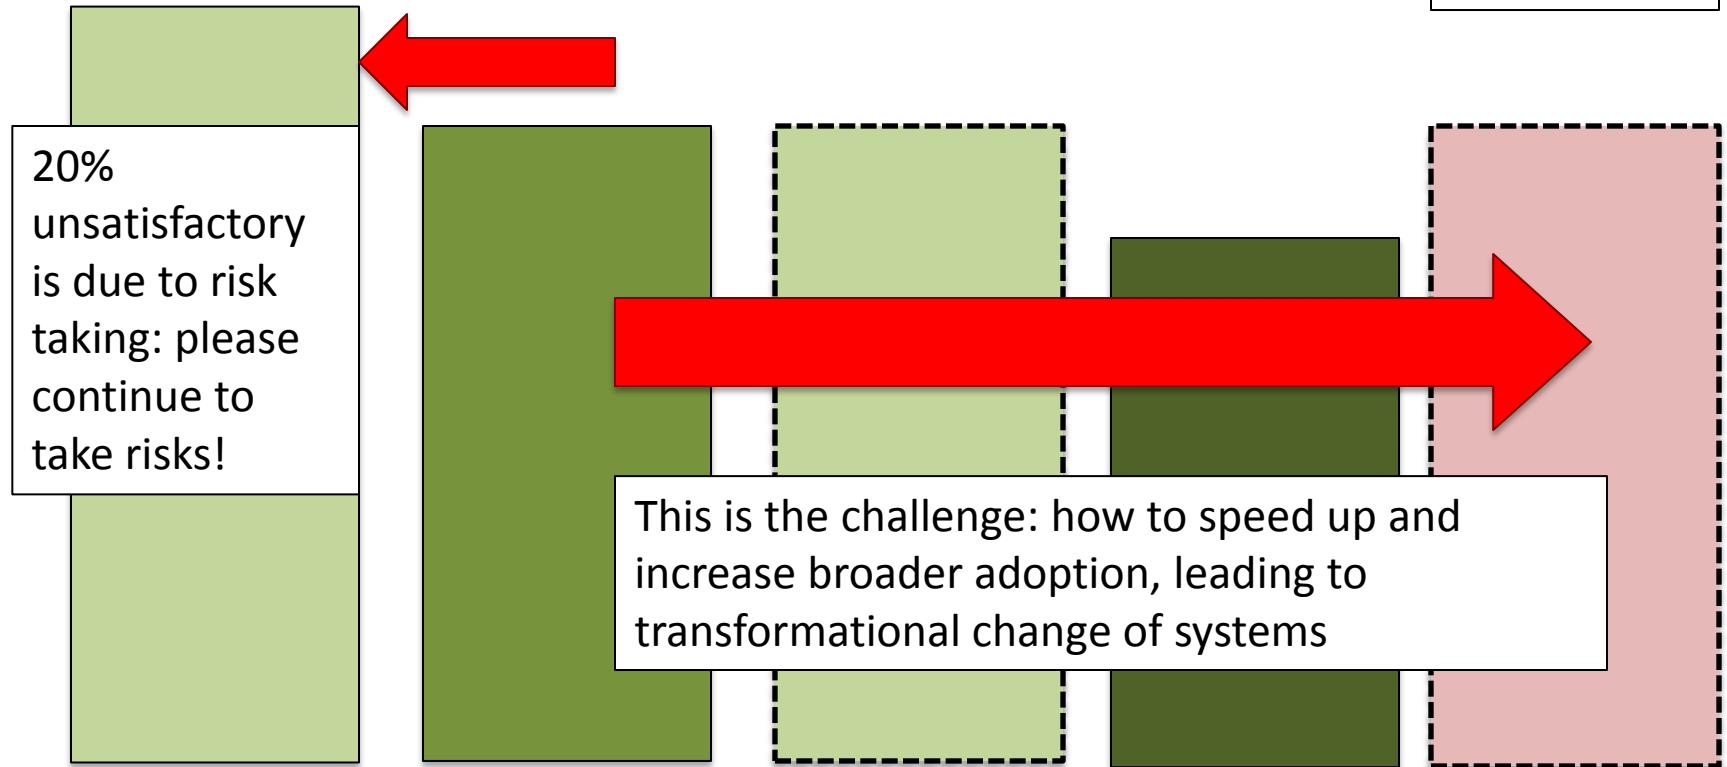 20%
unsatisfactory
is due to risk
taking: please
continue to
take risks!
This is the challenge: how to speed up and
increase broader adoption, leading to
transformational change of systems